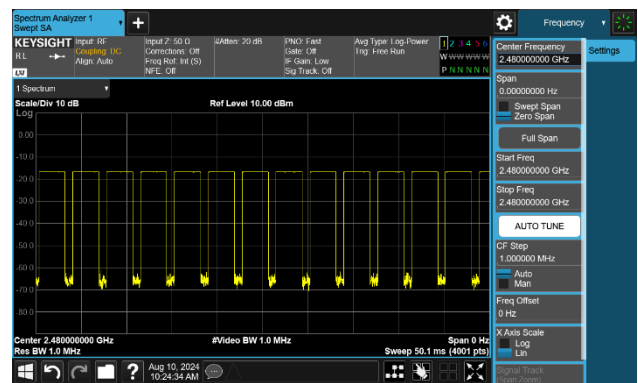 Spectrum Analyzer 1
Swept SA
Frequency
KEYSIGHT
RL
LXI
Input: RF
Coupling: DC
Align: Auto
Input Z: 50 Ω
Corrections: Off
Freq Ref: Int (S)
NFE: Off
#Atten: 20 dB
PNO: Fast
Gate: Off
IF Gain: Low
Sig Track: Off
Avg Type: Log-Power
Trig: Free Run
1 2 3 4 5 6
W W W W W W
P N N N N N
1 Spectrum
Scale/Div 10 dB
Ref Level 10.00 dBm
Log
0.00
-10.0
-20.0
-30.0
-40.0
-50.0
-60.0
-70.0
-80.0
Center 2.480000000 GHz
#Video BW 1.0 MHz
Span 0 Hz
Res BW 1.0 MHz
Sweep 50.1 ms (4001 pts)
?
Aug 10, 2024
10:24:34 AM
Center Frequency
2.480000000 GHz
Settings
Span
0.00000000 Hz
Swept Span
Zero Span
Full Span
Start Freq
2.480000000 GHz
Stop Freq
2.480000000 GHz
AUTO TUNE
CF Step
1.000000 MHz
Auto
Man
Freq Offset
0 Hz
X Axis Scale
Log
Lin
Signal Track
(Span Zoom)